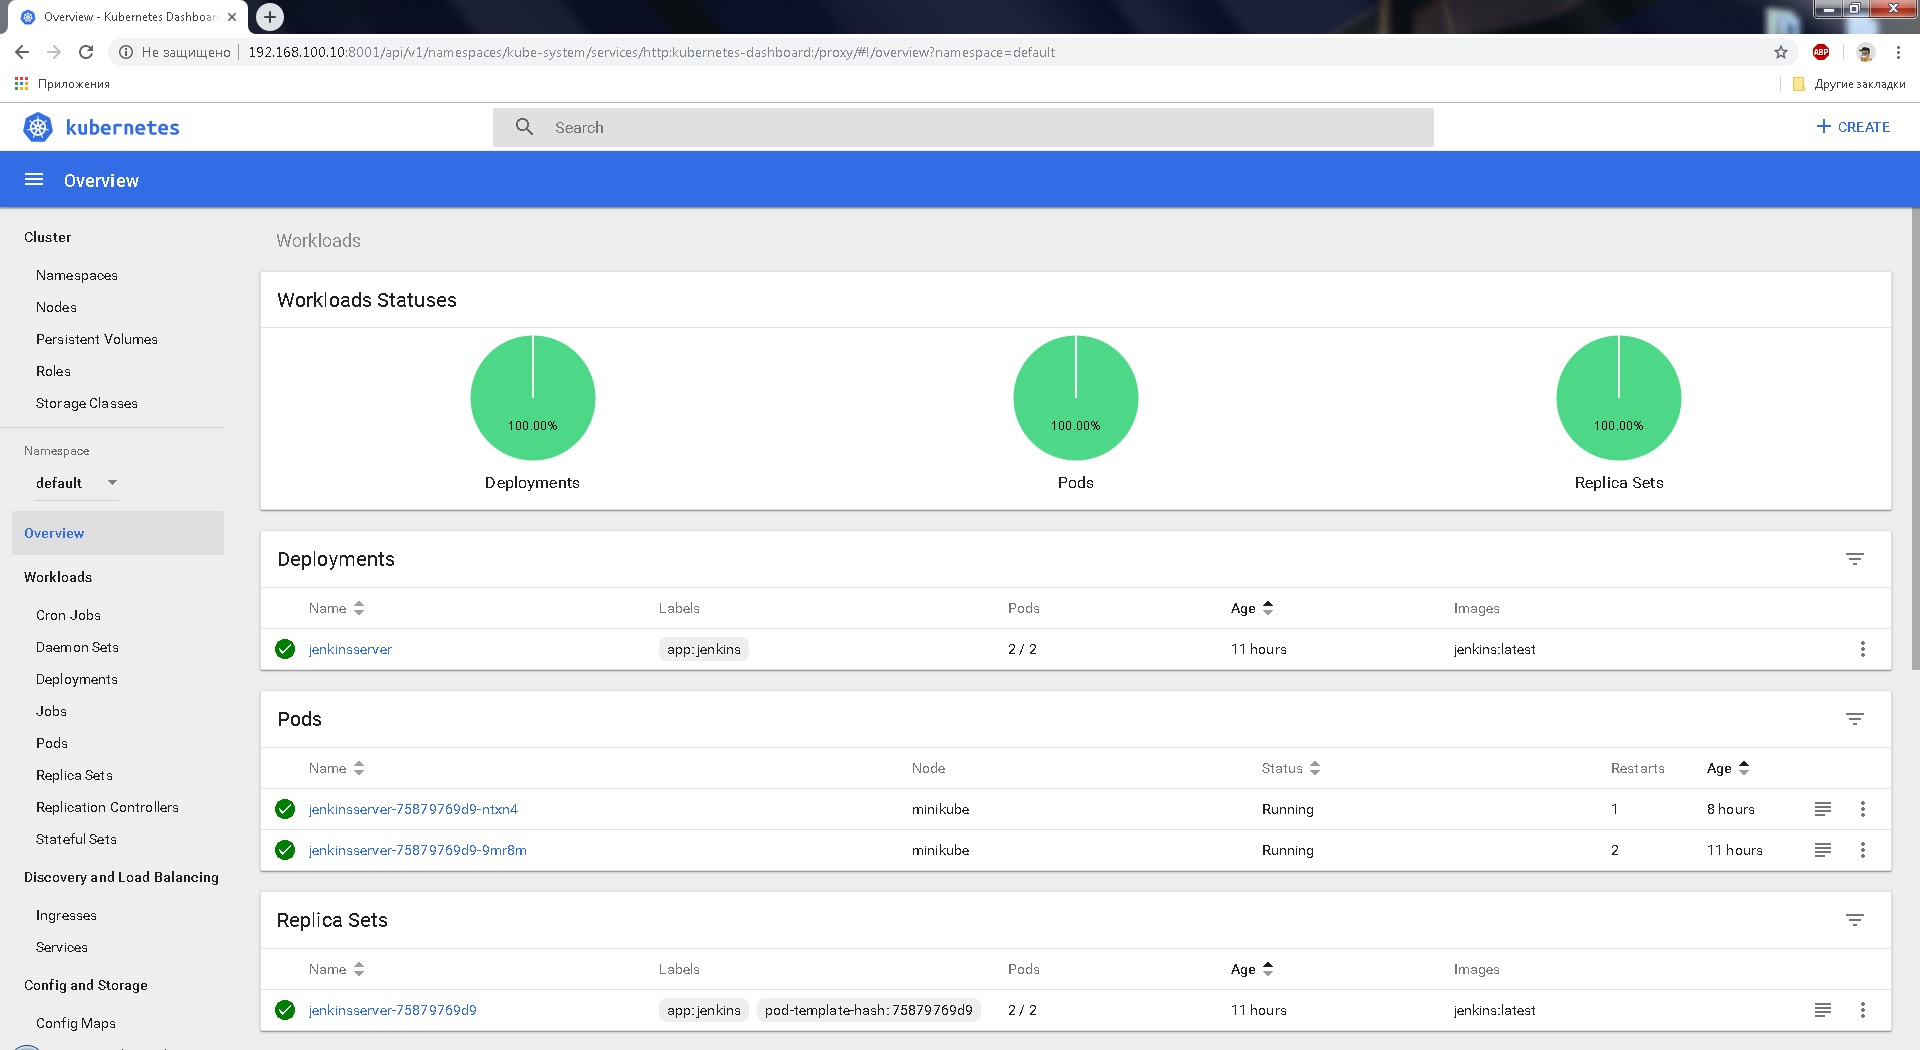 Overview - Kubernetes Dashboar
Не защищено
192.168.100.10:8001/api/v1/namespaces/kube-system/services/http:kubernetes-dashboard:/proxy/#!/overview?namespace=default
ABP
Приложения
Другие закладки
kubernetes
Search
CREATE
Overview
Cluster
Namespaces
Nodes
Persistent Volumes
Roles
Storage Classes
Namespace
default
Overview
Workloads
Cron Jobs
Daemon Sets
Deployments
Jobs
Pods
Replica Sets
Replication Controllers
Stateful Sets
Discovery and Load Balancing
Ingresses
Services
Config and Storage
Config Maps
Workloads
Workloads Statuses
100.00% 100.00% 100.00%
Deployments Pods Replica Sets
Deployments
Name Labels Pods Age Images
jenkinsserver app:jenkins 2 / 2 11 hours jenkins:latest
Pods
Name Node Status Restarts Age
jenkinsserver-75879769d9-ntxn4 minikube Running 1 8 hours
jenkinsserver-75879769d9-9mr8m minikube Running 2 11 hours
Replica Sets
Name Labels Pods Age Images
jenkinsserver-75879769d9 app:jenkins pod-template-hash:75879769d9 2 / 2 11 hours jenkins:latest